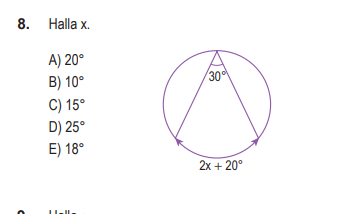 8. Halla x.
A) 20°
B) 10°
C) 15°
D) 25°
E) 18°
30°
2x + 20°